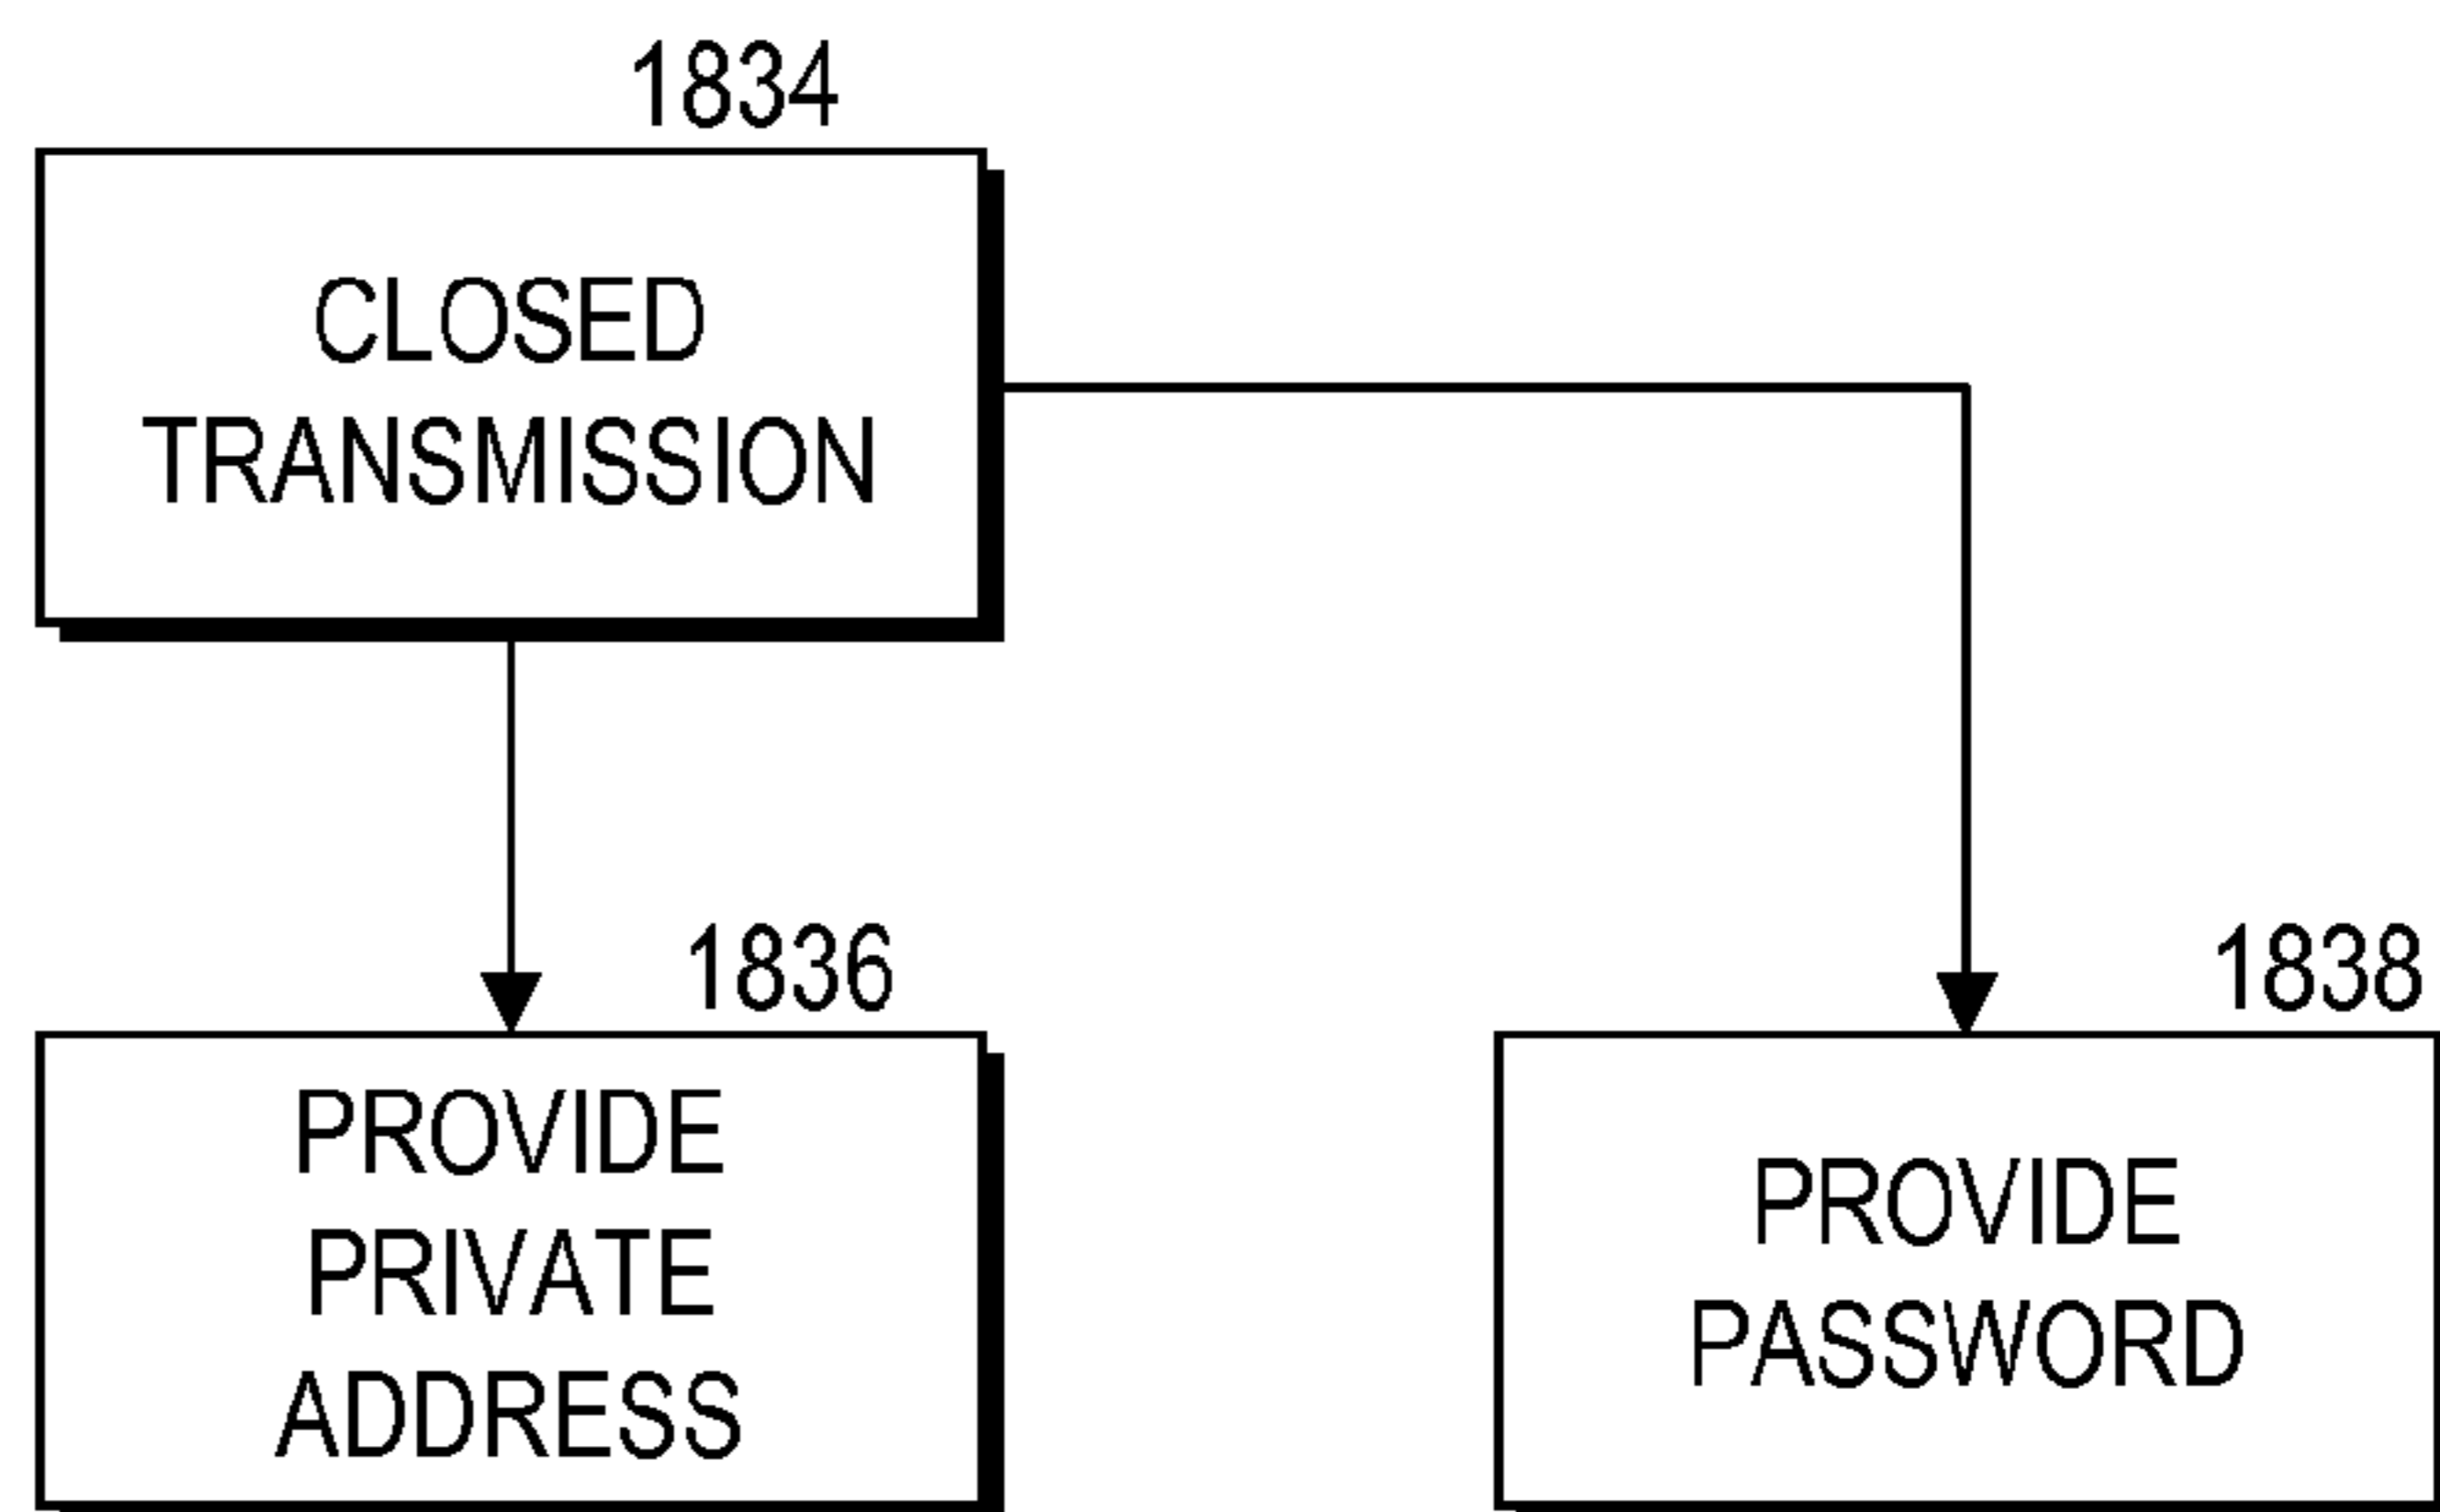 1834
CLOSED
TRANSMISSION
1836
PROVIDE
PRIVATE
ADDRESS
1838
PROVIDE
PASSWORD